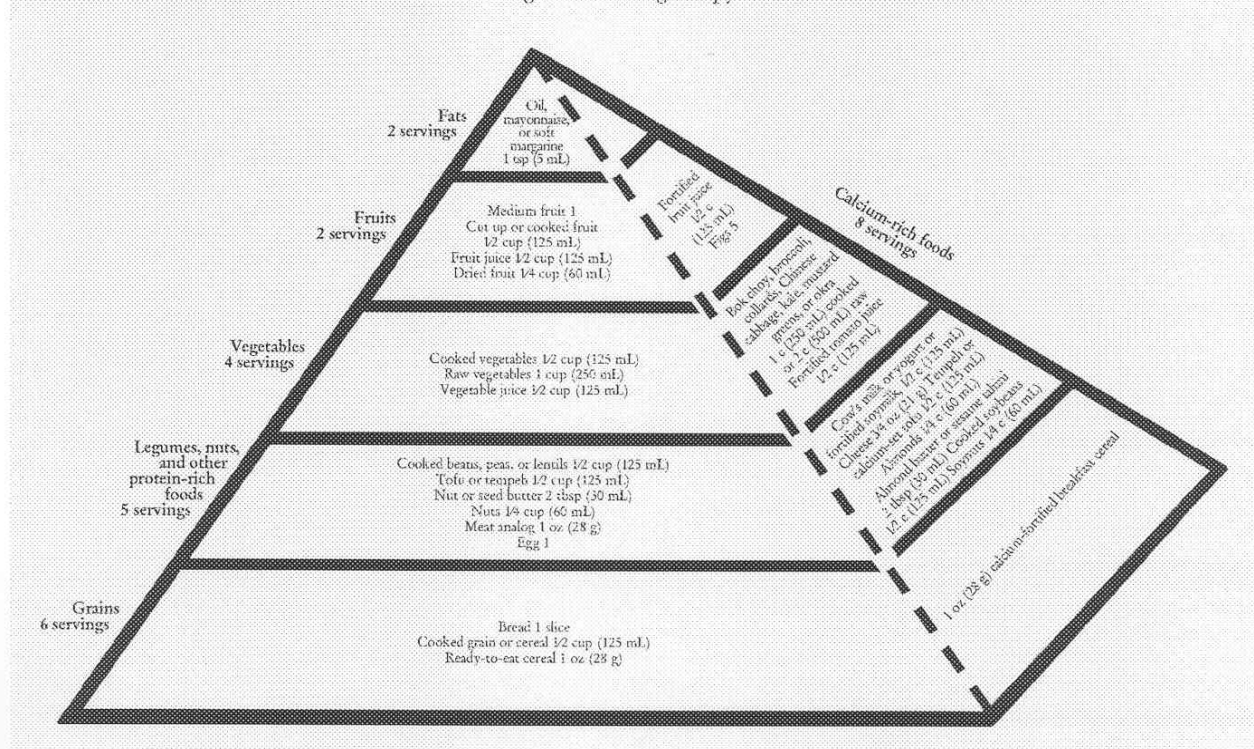 Fats
2 servings
Oil,
mayonnaise,
or soft
margarine
1 tsp (5 mL)
Fruits
2 servings
Medium fruit 1
Cut up or cooked fruit
1/2 cup (125 mL)
Fruit juice 1/2 cup (125 mL)
Dried fruit 1/4 cup (60 mL)
Vegetables
4 servings
Cooked vegetables 1/2 cup (125 mL)
Raw vegetables 1 cup (250 mL)
Vegetable juice 1/2 cup (125 mL)
Legumes, nuts,
and other
protein-rich
foods
5 servings
Cooked beans, peas, or lentils 1/2 cup (125 mL)
Tofu or tempeh 1/2 cup (125 mL)
Nut or seed butter 2 tbsp (30 mL)
Nuts 1/4 cup (60 mL)
Meat analog 1 oz (28 g)
Egg 1
Grains
6 servings
Bread 1 slice
Cooked grain or cereal 1/2 cup (125 mL)
Ready-to-eat cereal 1 oz (28 g)
Calcium-rich foods
8 servings
Fortified
fruit juice
1/2 c
(125 mL)
Figs 5
Bok choy, broccoli,
collards, Chinese
cabbage, kale, mustard
greens, or okra
1 c (250 mL) cooked
or 2 c (500 mL) raw
Fortified tomato juice
1/2 c (125 mL)
Cow's milk or yogurt or
fortified soymilk 1/2 c (125 mL)
Cheese 3/4 oz (21 g) Tempeh or
calcium-set tofu 1/2 c (125 mL)
Almonds 1/4 c (60 mL)
Almond butter or sesame tahini
2 tbsp (30 mL) Cooked soybeans
1/2 c (125 mL) Soynuts 1/4 c (60 mL)
1 oz (28 g) calcium-fortified breakfast cereal